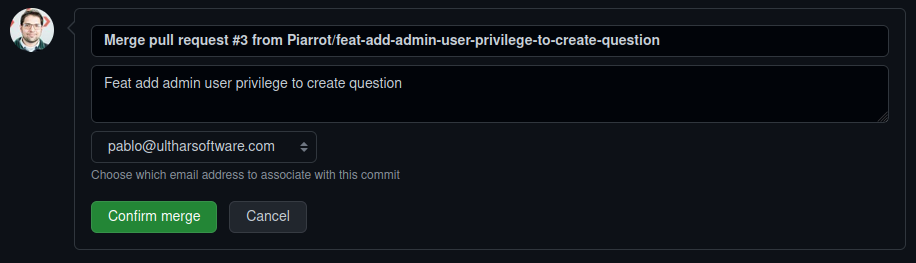 Merge pull request #3 from Piarrot/feat-add-admin-user-privilege-to-create-question
Feat add admin user privilege to create question
pablo@ultharsoftware.com
Choose which email address to associate with this commit
Confirm merge
Cancel